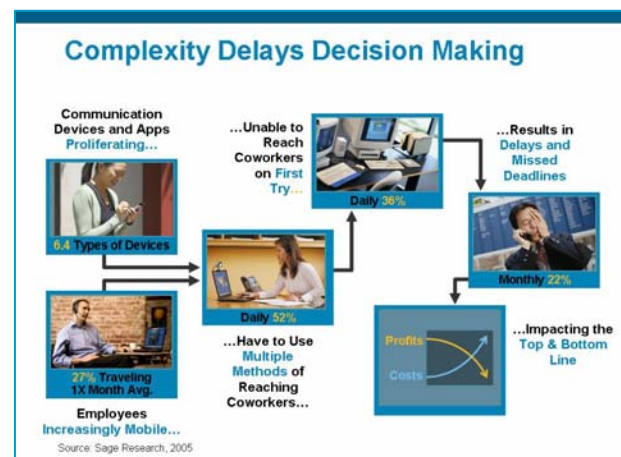 Complexity Delays Decision Making
Communication
Devices and Apps
Proliferating...
6.4 Types of Devices
27% Traveling
1X Month Avg.
Employees
Increasingly Mobile...
Daily 52%
...Have to Use
Multiple
Methods of
Reaching
Coworkers...
...Unable to
Reach
Coworkers
on First
Try...
Daily 36%
...Results in
Delays and
Missed
Deadlines
Monthly 22%
Profits
Costs
...Impacting the
Top & Bottom
Line
Source: Sage Research, 2005